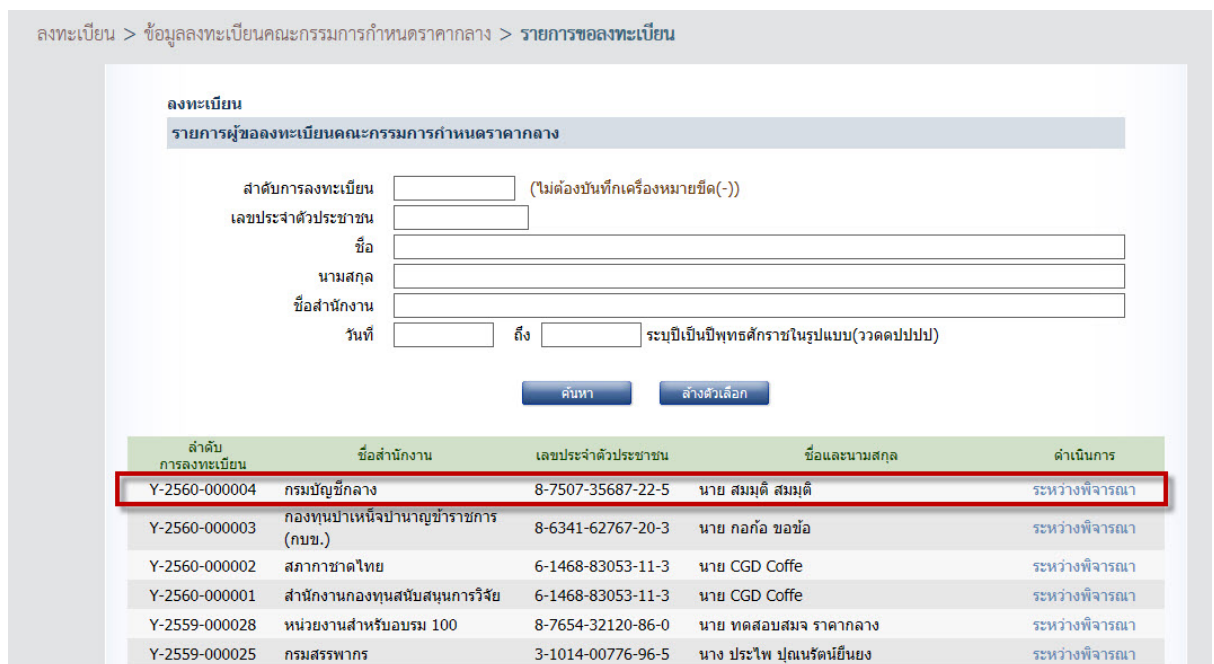 ลงทะเบียน > ข้อมูลลงทะเบียนคณะกรรมการกำหนดราคากลาง > รายการขอลงทะเบียน
ลงทะเบียน
รายการผู้ขอลงทะเบียนคณะกรรมการกำหนดราคากลาง
ลำดับการลงทะเบียน (ไม่ต้องบันทึกเครื่องหมายขีด(-))
เลขประจำตัวประชาชน
ชื่อ
นามสกุล
ชื่อสำนักงาน
วันที่ ถึง ระบุปีเป็นปีพุทธศักราชในรูปแบบ(ววดดปปปป)
ค้นหา ล้างตัวเลือก
ลำดับ
การลงทะเบียน ชื่อสำนักงาน เลขประจำตัวประชาชน ชื่อและนามสกุล ดำเนินการ
Y-2560-000004 กรมบัญชีกลาง 8-7507-35687-22-5 นาย สมมุติ สมมุติ ระหว่างพิจารณา
กองทุนบำเหน็จบำนาญข้าราชการ
Y-2560-000003 (กบข.) 8-6341-62767-20-3 นาย กอก้อ ขอข้อ ระหว่างพิจารณา
Y-2560-000002 สภากาชาดไทย 6-1468-83053-11-3 นาย CGD Coffe ระหว่างพิจารณา
Y-2560-000001 สำนักงานกองทุนสนับสนุนการวิจัย 6-1468-83053-11-3 นาย CGD Coffe ระหว่างพิจารณา
Y-2559-000028 หน่วยงานสำหรับอบรม 100 8-7654-32120-86-0 นาย ทดสอบสมจ ราคากลาง ระหว่างพิจารณา
Y-2559-000025 กรมสรรพากร 3-1014-00776-96-5 นาง ประไพ ปุณนรัตน์ยืนยง ระหว่างพิจารณา